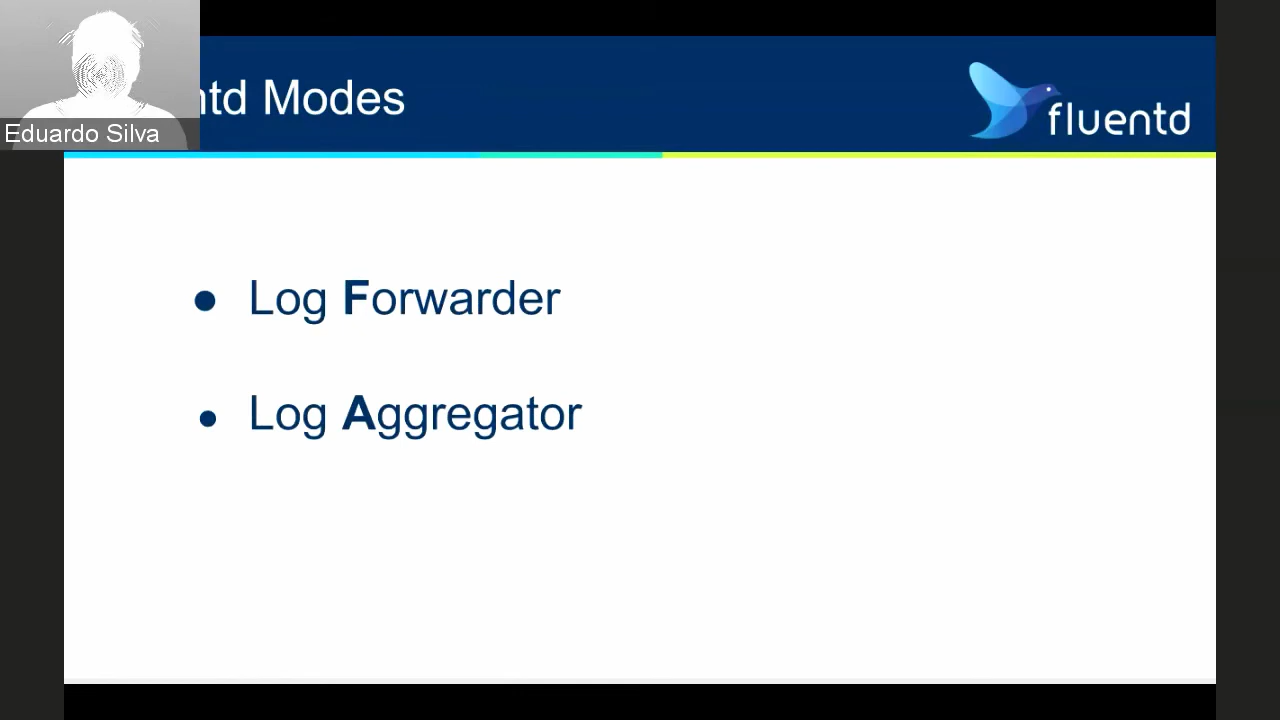 ntd Modes
fluentd
Eduardo Silva
● Log Forwarder
● Log Aggregator